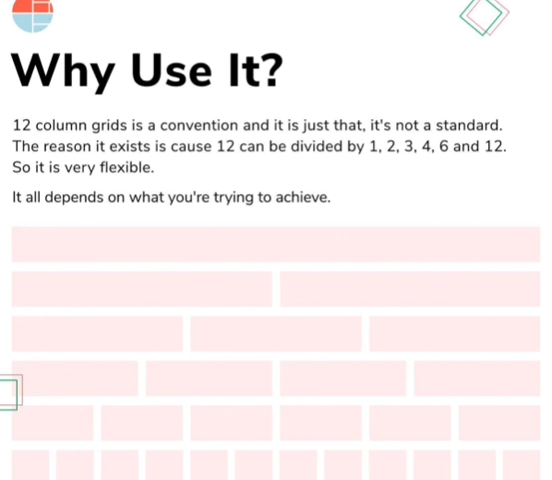 Why Use It?
12 column grids is a convention and it is just that, it's not a standard.
The reason it exists is cause 12 can be divided by 1, 2, 3, 4, 6 and 12.
So it is very flexible.
It all depends on what you're trying to achieve.